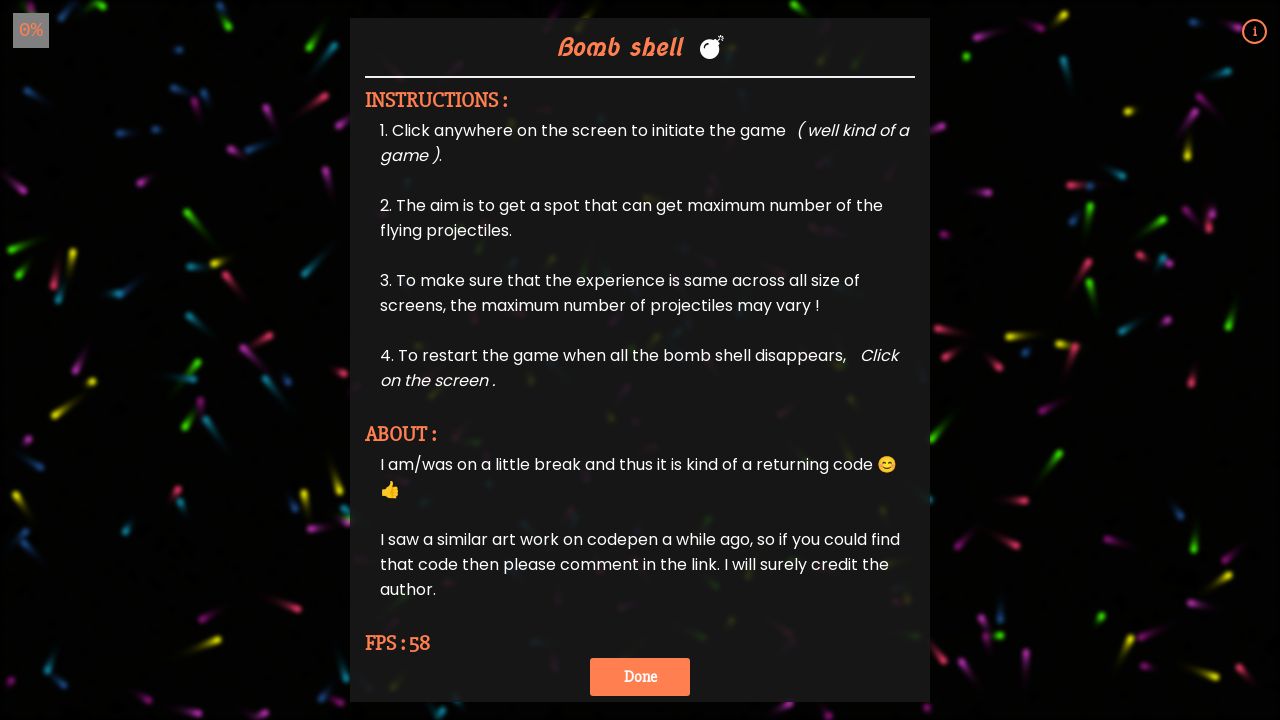 0%
i
Bomb shell 💣
INSTRUCTIONS :
1. Click anywhere on the screen to initiate the game ( well kind of a
game ).
2. The aim is to get a spot that can get maximum number of the
flying projectiles.
3. To make sure that the experience is same across all size of
screens, the maximum number of projectiles may vary !
4. To restart the game when all the bomb shell disappears, Click
on the screen .
ABOUT :
I am/was on a little break and thus it is kind of a returning code 😊
👍
I saw a similar art work on codepen a while ago, so if you could find
that code then please comment in the link. I will surely credit the
author.
FPS : 58
Done